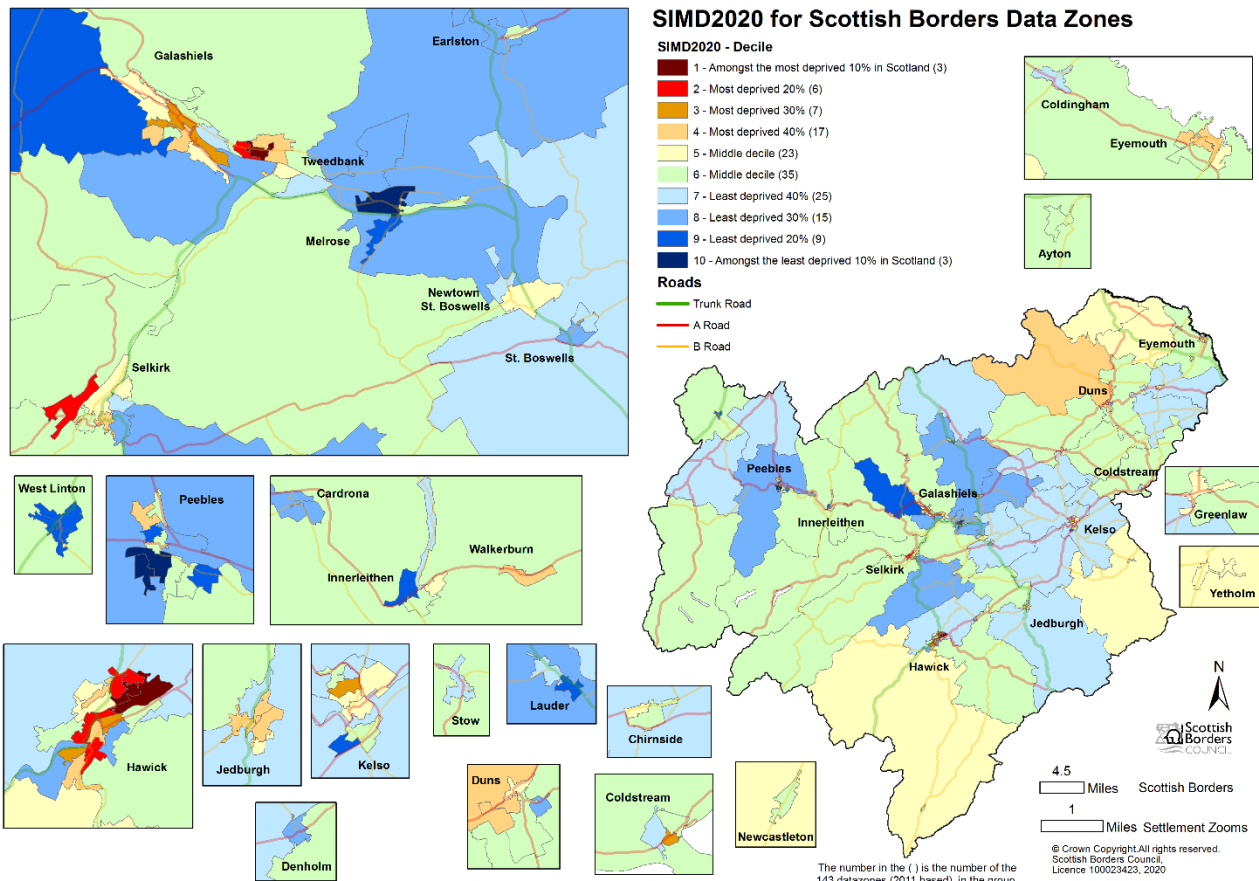 SIMD2020 for Scottish Borders Data Zones
SIMD2020 - Decile
1 - Amongst the most deprived 10% in Scotland (3)
2 - Most deprived 20% (6)
3 - Most deprived 30% (7)
4 - Most deprived 40% (17)
5 - Middle decile (23)
6 - Middle decile (35)
7 - Least deprived 40% (25)
8 - Least deprived 30% (15)
9 - Least deprived 20% (9)
10 - Amongst the least deprived 10% in Scotland (3)
Roads
Trunk Road
A Road
B Road
Earlston
Galashiels
Tweedbank
Melrose
Newtown
St. Boswells
St. Boswells
Selkirk
Coldingham
Eyemouth
Ayton
Eyemouth
Duns
Coldstream
Peebles
Galashiels
Innerleithen
Kelso
Selkirk
Jedburgh
Hawick
Greenlaw
Yetholm
West Linton
Peebles
Cardrona
Walkerburn
Innerleithen
Hawick
Jedburgh
Kelso
Stow
Lauder
Chirnside
Denholm
Duns
Coldstream
Newcastleton
N
Scottish
Borders
COUNCIL
4.5
Miles Scottish Borders
1
Miles Settlement Zooms
© Crown Copyright.All rights reserved.
Scottish Borders Council,
Licence 100023423, 2020
The number in the ( ) is the number of the
143 datazones (2011 based), in the group